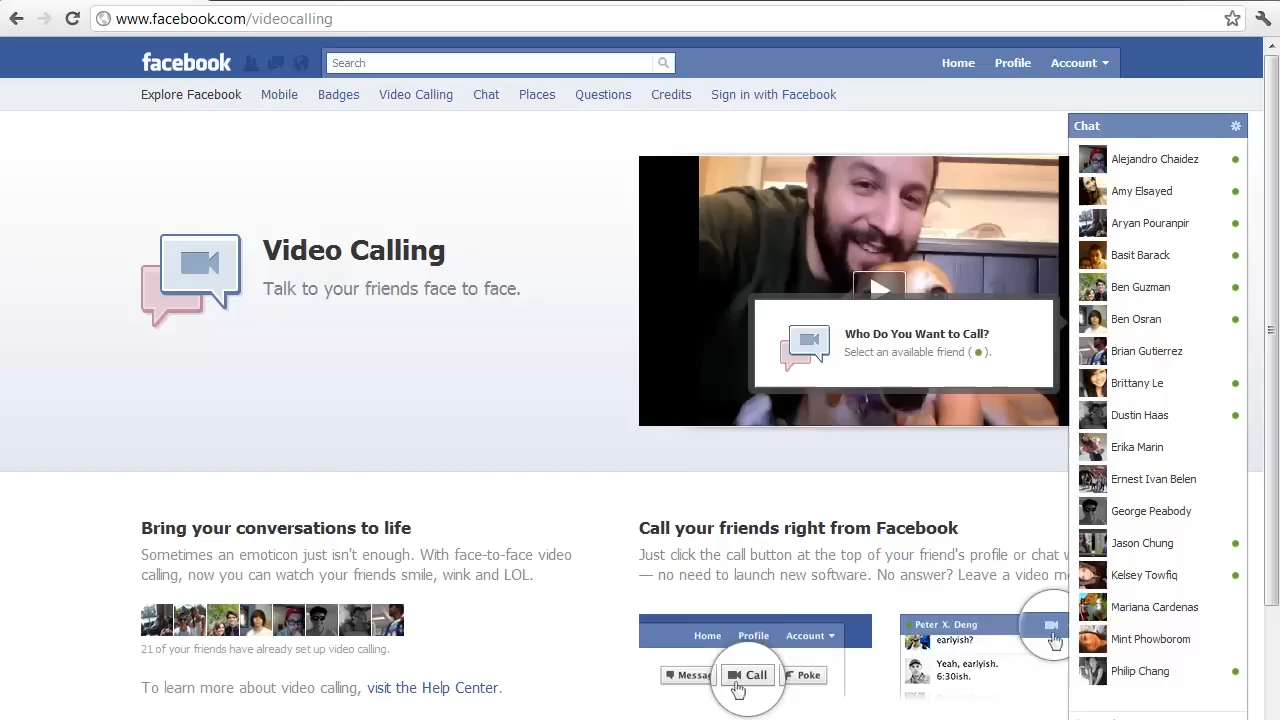 www.facebook.com/videocalling
facebook
Search
Home Profile Account
Explore Facebook Mobile Badges Video Calling Chat Places Questions Credits Sign in with Facebook
Video Calling
Talk to your friends face to face.
Who Do You Want to Call?
Select an available friend ( ).
Bring your conversations to life
Sometimes an emoticon just isn't enough. With face-to-face video
calling, now you can watch your friends smile, wink and LOL.
21 of your friends have already set up video calling.
To learn more about video calling, visit the Help Center.
Call your friends right from Facebook
Just click the call button at the top of your friend's profile or chat
— no need to launch new software. No answer? Leave a video
Home Profile Account
Call Poke
Peter X. Deng
earlyish?
Yeah, earlyish.
6:30ish.
Chat
Alejandro Chaidez
Amy Elsayed
Aryan Pouranpir
Basit Barack
Ben Guzman
Ben Osran
Brian Gutierrez
Brittany Le
Dustin Haas
Erika Marin
Ernest Ivan Belen
George Peabody
Jason Chung
Kelsey Towfiq
Mariana Cardenas
Mint Phowborom
Philip Chang